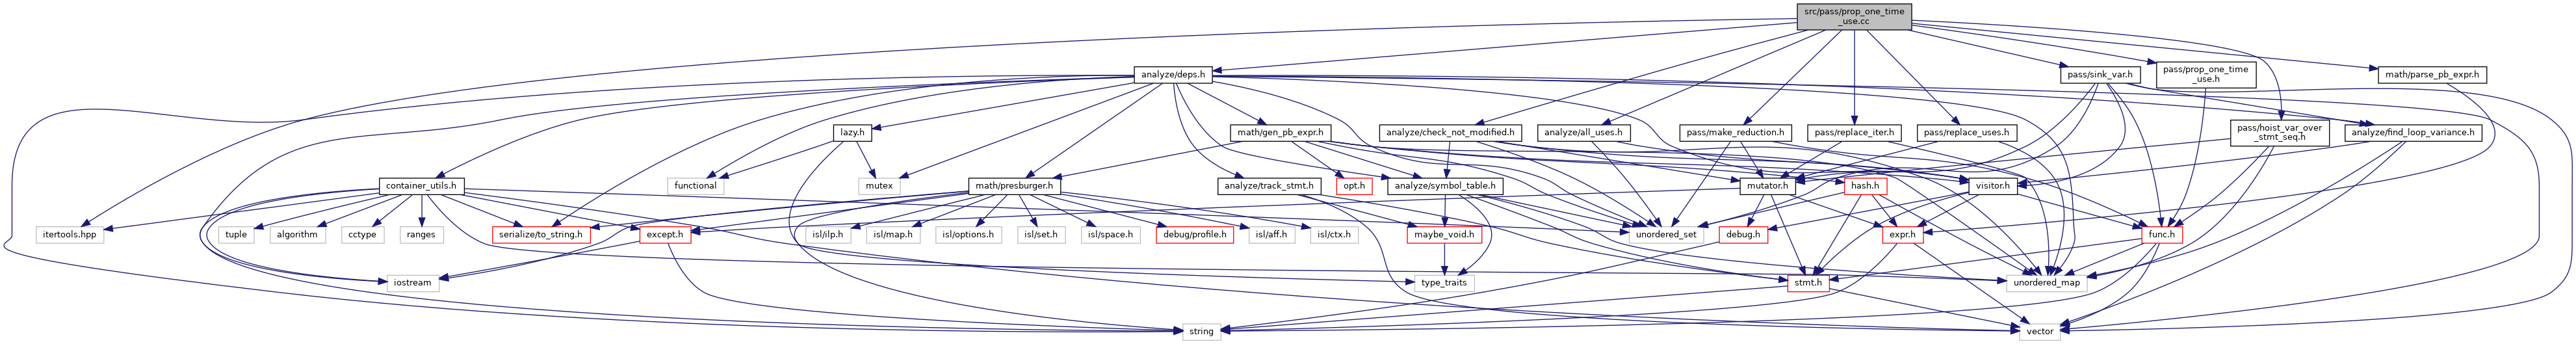 src/pass/prop_one_time
_use.cc
analyze/deps.h
pass/sink_var.h
pass/prop_one_time
_use.h
math/parse_pb_expr.h
lazy.h
math/gen_pb_expr.h
analyze/check_not_modified.h
analyze/all_uses.h
pass/make_reduction.h
pass/replace_iter.h
pass/replace_uses.h
pass/hoist_var_over
_stmt_seq.h
analyze/find_loop_variance.h
container_utils.h
functional
mutex
math/presburger.h
analyze/track_stmt.h
opt.h
analyze/symbol_table.h
mutator.h
hash.h
visitor.h
itertools.hpp
tuple
algorithm
cctype
ranges
serialize/to_string.h
except.h
isl/ilp.h
isl/map.h
isl/options.h
isl/set.h
isl/space.h
debug/profile.h
isl/aff.h
isl/ctx.h
maybe_void.h
unordered_set
debug.h
expr.h
func.h
iostream
type_traits
stmt.h
unordered_map
string
vector